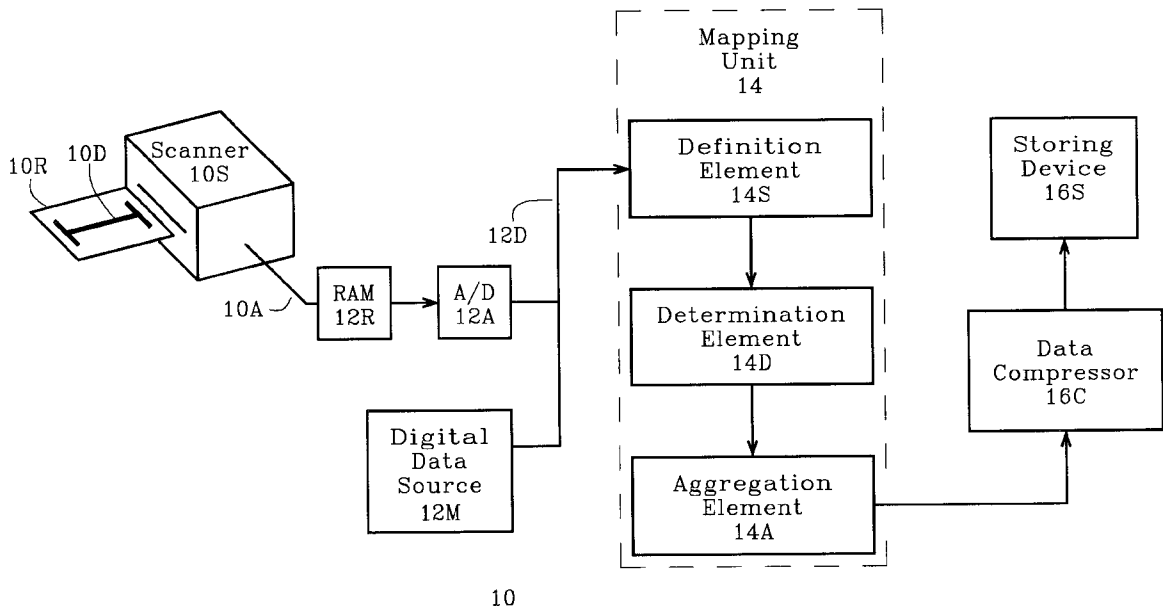 Mapping
Unit
14
Scanner
10S
10D
10R
Definition
Element
14S
Storing
Device
16S
12D
10A
RAM
12R
A/D
12A
Determination
Element
14D
Data
Compressor
16C
Digital
Data
Source
12M
Aggregation
Element
14A
10